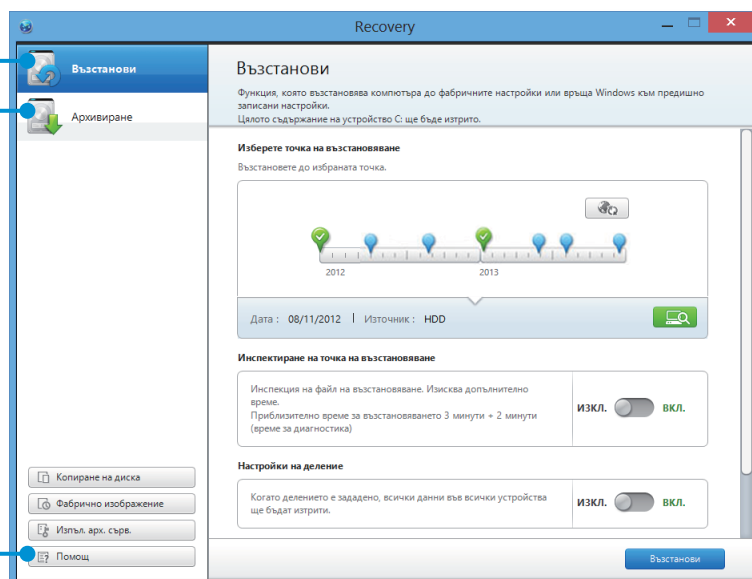 Recovery
Възстанови
Архивиране
Копиране на диска
Фабрично изображение
Изпъл. арх. сърв.
Помощ
Възстанови
Функция, която възстановява компютъра до фабричните настройки или връща Windows към предишно
записани настройки.
Цялото съдържание на устройство C: ще бъде изтрито.
Изберете точка на възстановяване
Възстановете до избраната точка.
2012 2013
Дата : 08/11/2012 | Източник : HDD
Инспектиране на точка на възстановяване
Инспекция на файл на възстановяване. Изисква допълнително
време.
Приблизително време за възстановяването 3 минути + 2 минути
(време за диагностика)
ИЗКЛ. ВКЛ.
Настройки на деление
Когато делението е зададено, всички данни във всички устройства
ще бъдат изтрити.
ИЗКЛ. ВКЛ.
Възстанови